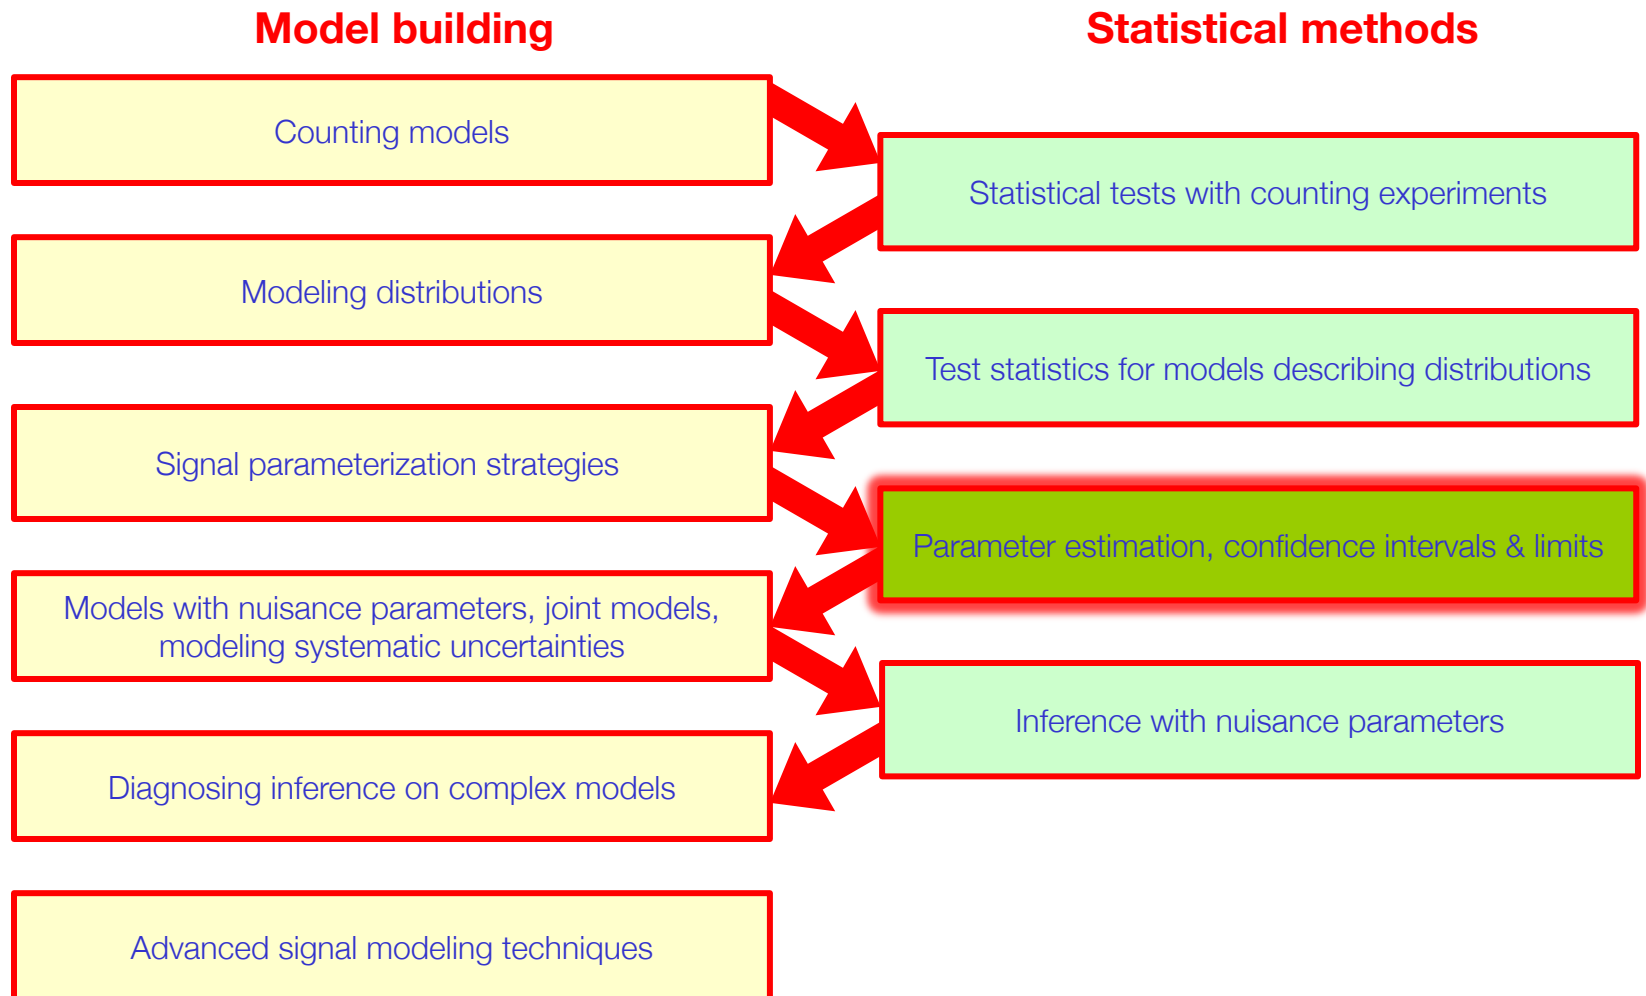 Model building
Statistical methods
Counting models
Statistical tests with counting experiments
Modeling distributions
Test statistics for models describing distributions
Signal parameterization strategies
Parameter estimation, confidence intervals & limits
Models with nuisance parameters, joint models,
modeling systematic uncertainties
Inference with nuisance parameters
Diagnosing inference on complex models
Advanced signal modeling techniques